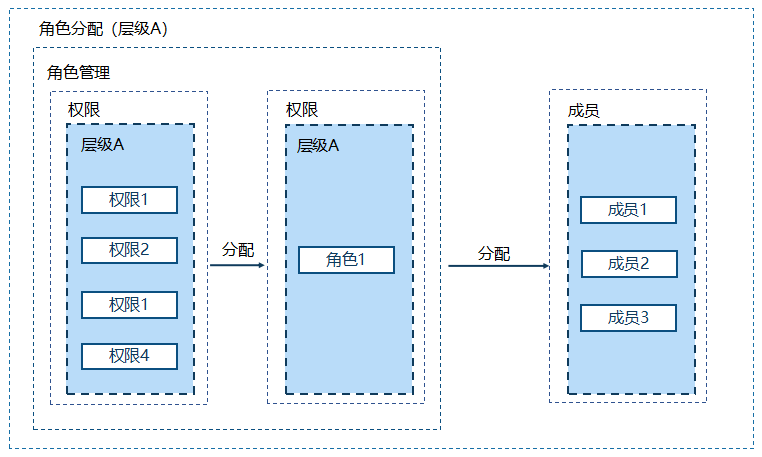 角色分配（层级A）
角色管理
权限
层级A
权限1
权限2
权限1
权限4
分配
权限
层级A
角色1
分配
成员
成员1
成员2
成员3